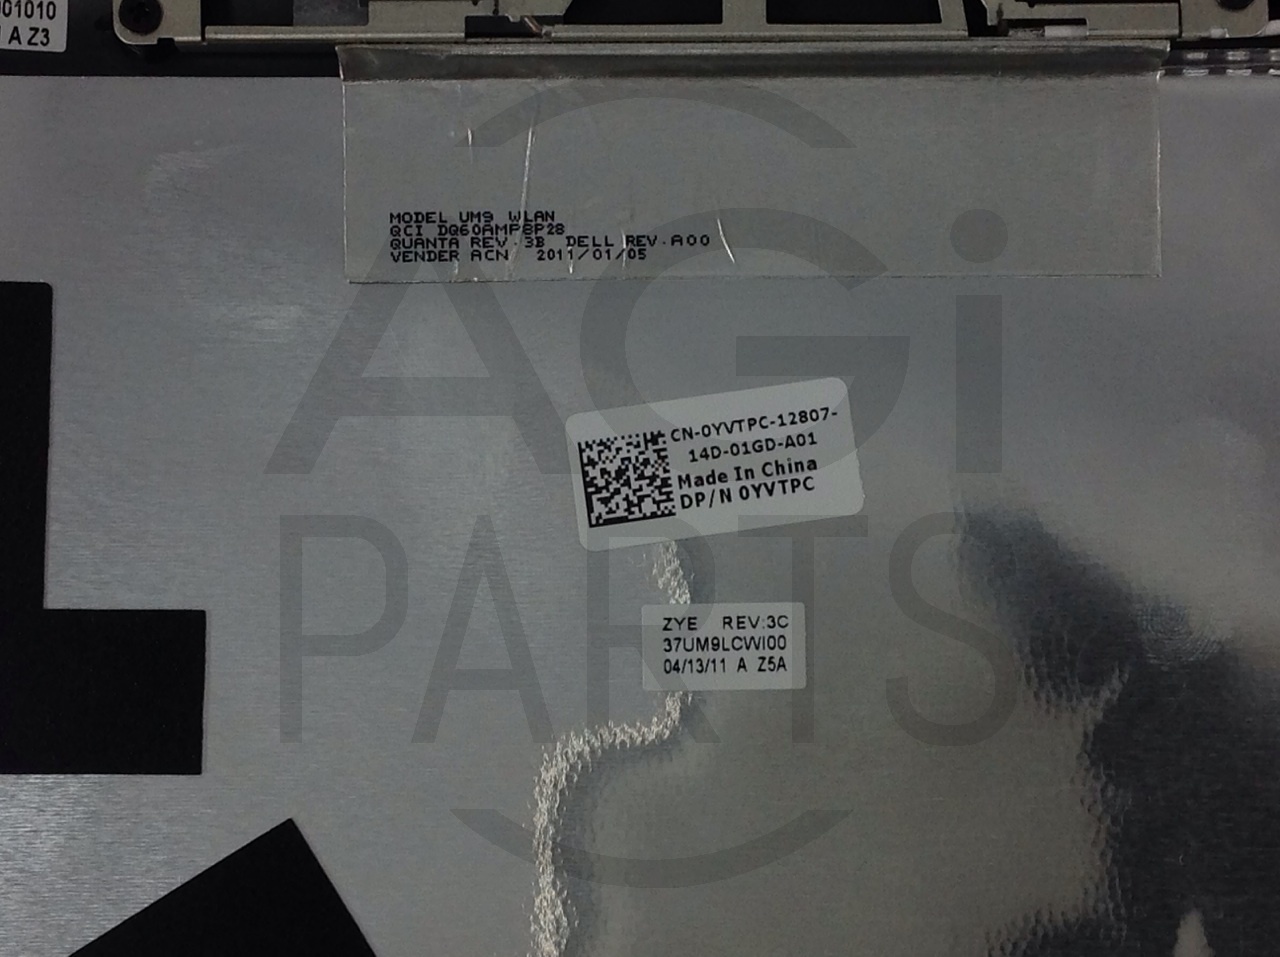 01010
A Z3
MODEL UM9 WLAN
QCI DQ60AMP8P28
QUANTA REV.3B DELL REV.A00
VENDER ACN 2011/01/05
CN-0YVTPC-12807-
14D-01GD-A01
Made In China
DP/N 0YVTPC
ZYE REV:3C
37UM9LCWI00
04/13/11 A Z5A
AGi
PARTS